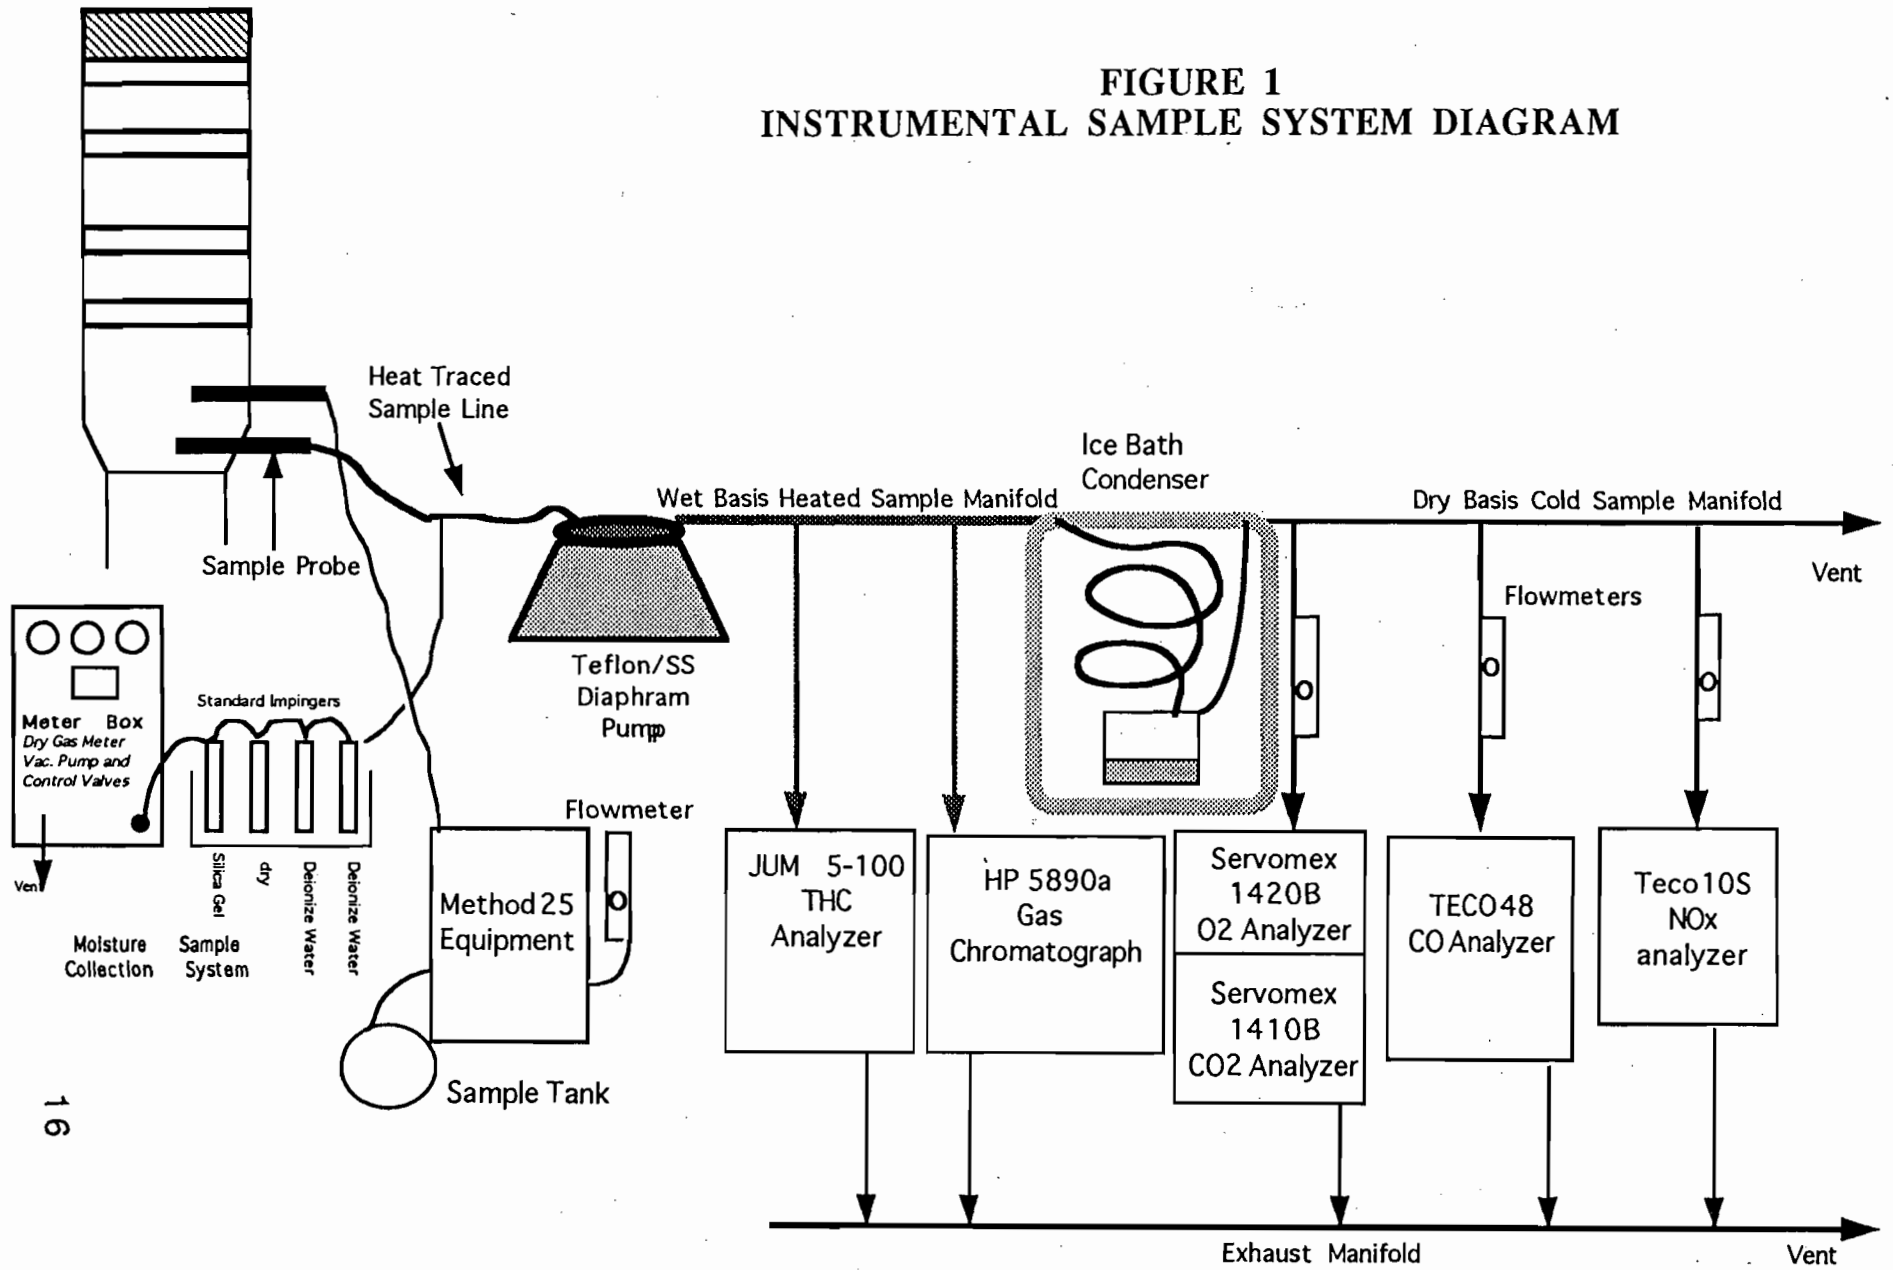 FIGURE 1
INSTRUMENTAL SAMPLE SYSTEM DIAGRAM
Heat Traced
Sample Line
Sample Probe
Wet Basis Heated Sample Manifold
Ice Bath
Condenser
Dry Basis Cold Sample Manifold
Vent
Flowmeters
Teflon/SS
Diaphram
Pump
Meter Box
Dry Gas Meter
Vac. Pump and
Control Valves
Vent
Standard Impingers
Silica Gel
dry
Deionize Water
Deionize Water
Moisture Sample
Collection System
Flowmeter
Method 25
Equipment
Sample Tank
JUM 5-100
THC
Analyzer
HP 5890a
Gas
Chromatograph
Servomex
1420B
O2 Analyzer
Servomex
1410B
CO2 Analyzer
TECO48
CO Analyzer
Teco10S
NOx
analyzer
Exhaust Manifold
Vent
16